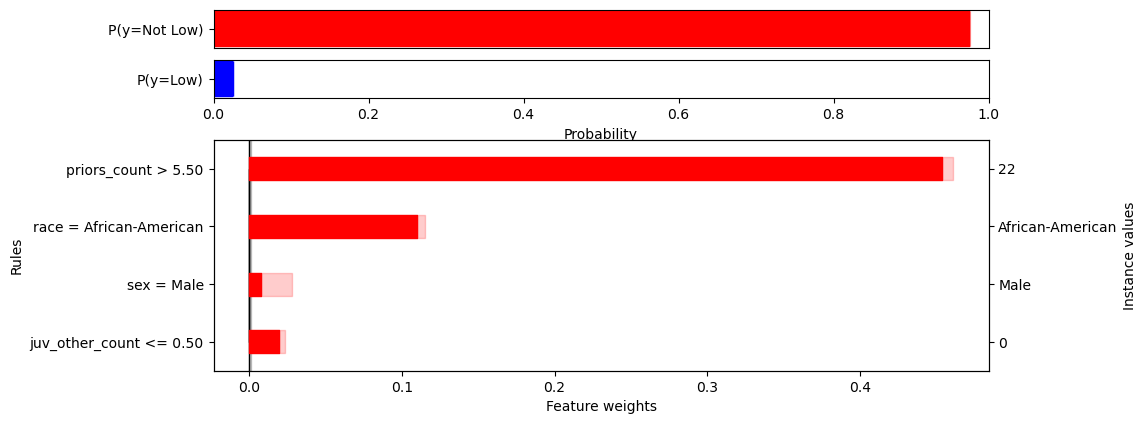 P(y=Not Low)
P(y=Low)
0.0 0.2 0.4 0.6 0.8 1.0
Probability
priors_count > 5.50 22
race = African-American African-American
sex = Male Male
juv_other_count <= 0.50 0
Rules
Instance values
0.0 0.1 0.2 0.3 0.4
Feature weights